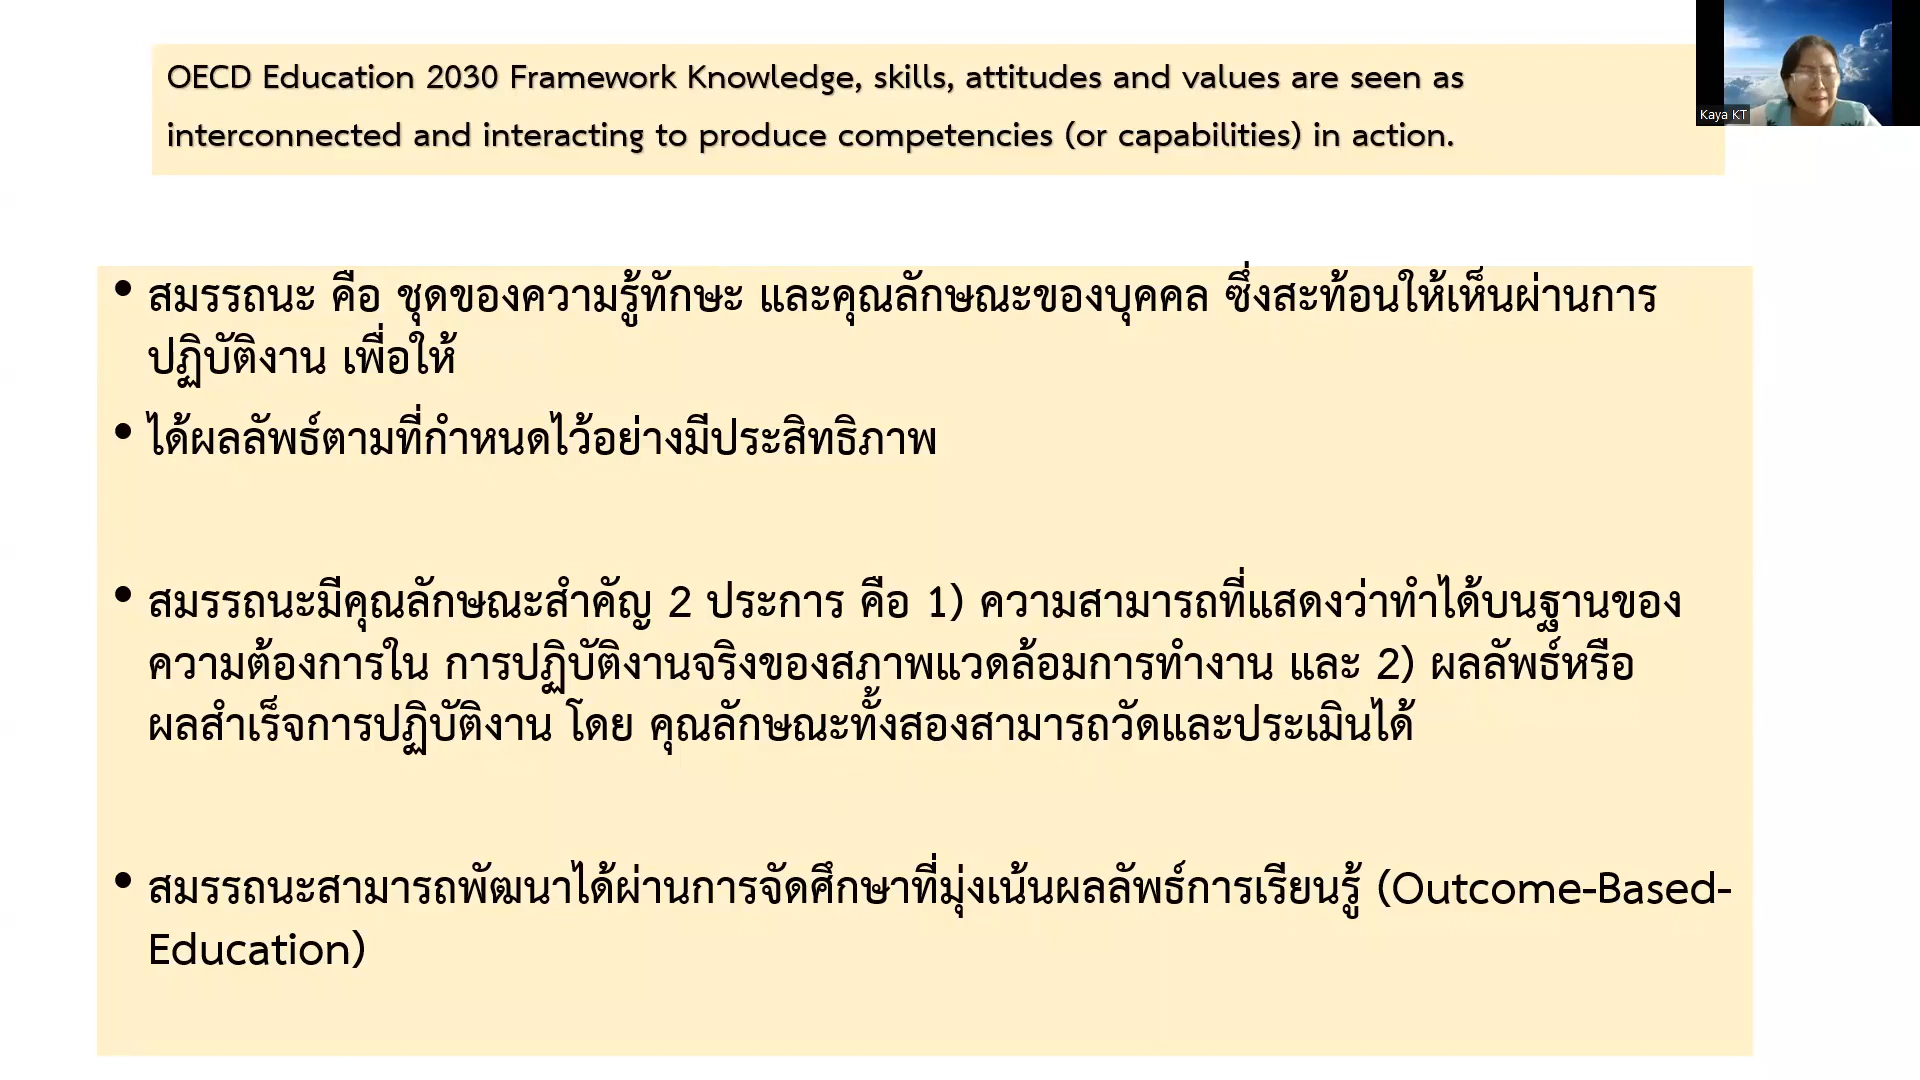 OECD Education 2030 Framework Knowledge, skills, attitudes and values are seen as
interconnected and interacting to produce competencies (or capabilities) in action.
Kaya KT
• สมรรถนะ คือ ชุดของความรู้ทักษะ และคุณลักษณะของบุคคล ซึ่งสะท้อนให้เห็นผ่านการ
ปฏิบัติงาน เพื่อให้
• ได้ผลลัพธ์ตามที่กำหนดไว้อย่างมีประสิทธิภาพ
• สมรรถนะมีคุณลักษณะสำคัญ 2 ประการ คือ 1) ความสามารถที่แสดงว่าทำได้บนฐานของ
ความต้องการใน การปฏิบัติงานจริงของสภาพแวดล้อมการทำงาน และ 2) ผลลัพธ์หรือ
ผลสำเร็จการปฏิบัติงาน โดย คุณลักษณะทั้งสองสามารถวัดและประเมินได้
• สมรรถนะสามารถพัฒนาได้ผ่านการจัดศึกษาที่มุ่งเน้นผลลัพธ์การเรียนรู้ (Outcome-Based-
Education)